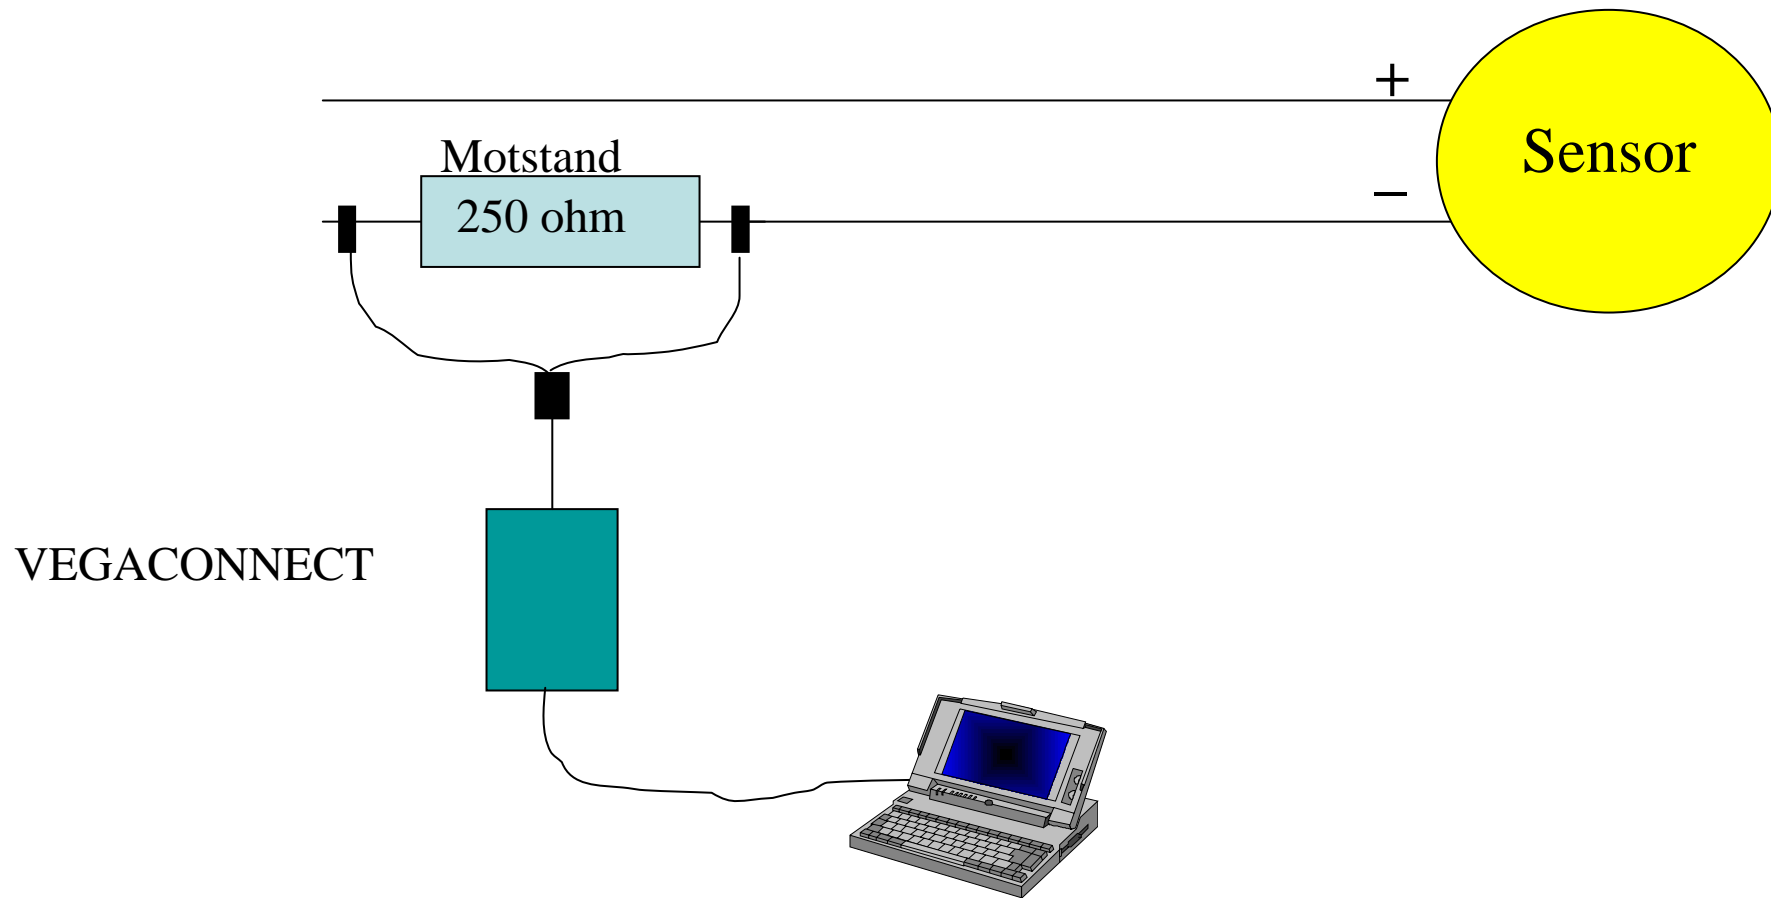 +
Motstand
Sensor
–
250 ohm
VEGACONNECT